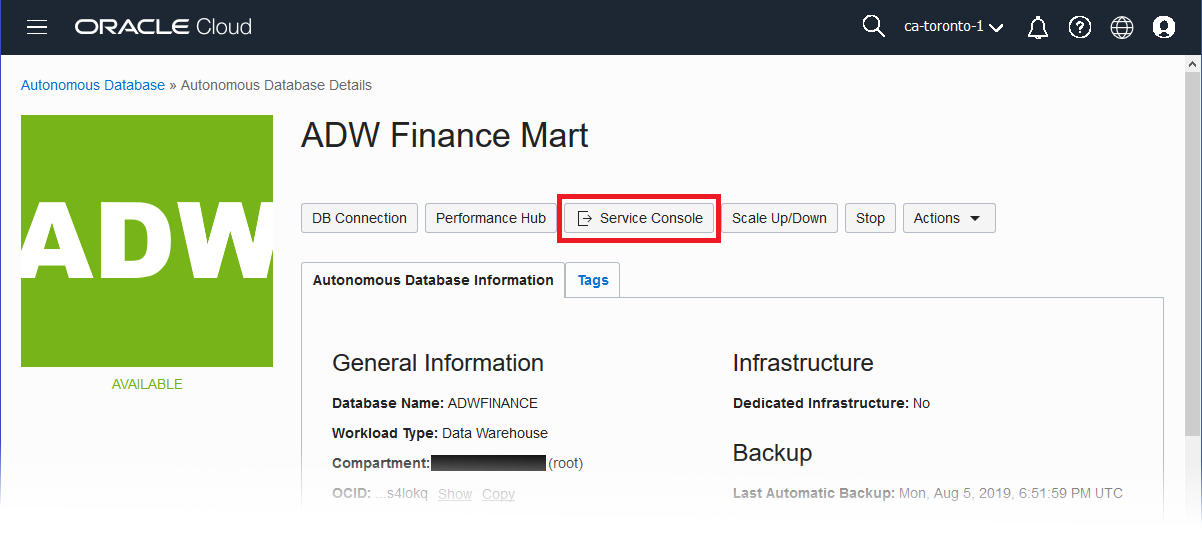 ORACLE Cloud
ca-toronto-1
Autonomous Database » Autonomous Database Details
ADW
AVAILABLE
ADW Finance Mart
DB Connection Performance Hub Service Console Scale Up/Down Stop Actions
Autonomous Database Information Tags
General Information
Database Name: ADWFINANCE
Workload Type: Data Warehouse
Compartment: (root)
OCID: ...s4lokq Show Copy
Infrastructure
Dedicated Infrastructure: No
Backup
Last Automatic Backup: Mon, Aug 5, 2019, 6:51:59 PM UTC